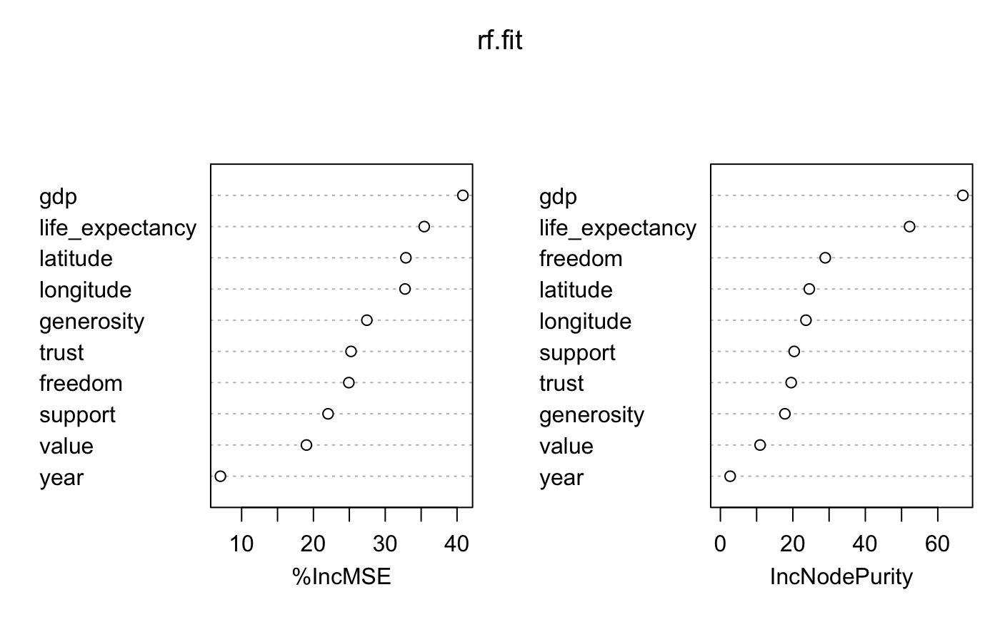 rf.fit
gdp
life_expectancy
latitude
longitude
generosity
trust
freedom
support
value
year
10 20 30 40
%IncMSE
gdp
life_expectancy
freedom
latitude
longitude
support
trust
generosity
value
year
0 20 40 60
IncNodePurity